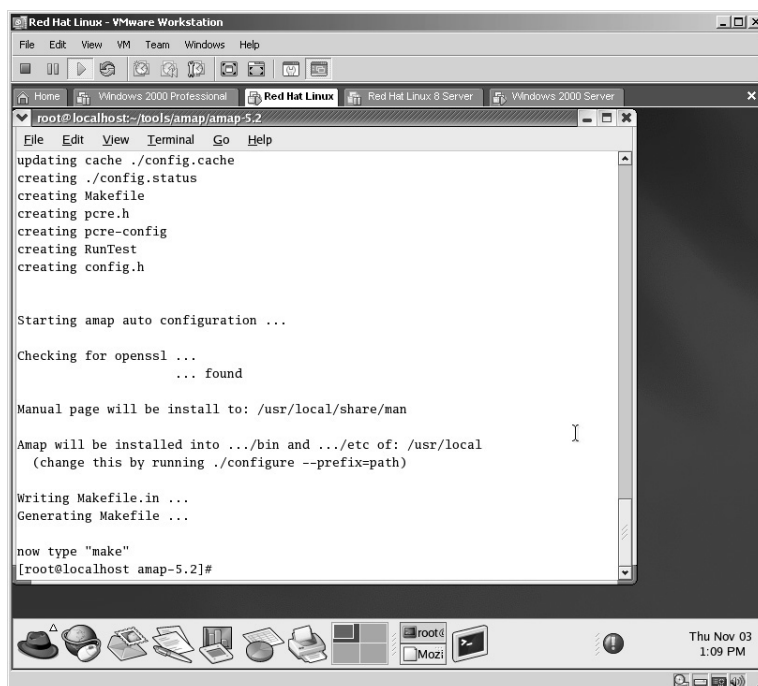 Red Hat Linux - VMware Workstation
File Edit View VM Team Windows Help
Home Windows 2000 Professional Red Hat Linux Red Hat Linux 8 Server Windows 2000 Server
root@localhost:~/tools/amap/amap-5.2
File Edit View Terminal Go Help
updating cache ./config.cache
creating ./config.status
creating Makefile
creating pcre.h
creating pcre-config
creating RunTest
creating config.h
Starting amap auto configuration ...
Checking for openssl ...
... found
Manual page will be install to: /usr/local/share/man
Amap will be installed into .../bin and .../etc of: /usr/local
(change this by running ./configure --prefix=path)
Writing Makefile.in ...
Generating Makefile ...
now type "make"
[root@localhost amap-5.2]#
root@
Mozi
Thu Nov 03
1:09 PM